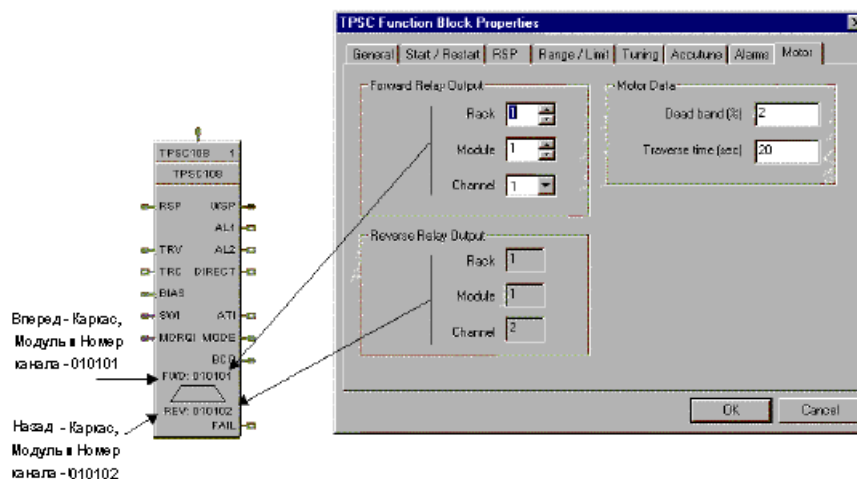 TPSC Function Block Properties
General Start / Restart RSP Range / Limit Tuning Accutune Alarms Motor
Forward Relay Output
Rack 1
Module 1
Channel 1
Motor Data
Dead band (%) 2
Traverse time (sec) 20
Reverse Relay Output
Rack 1
Module 1
Channel 2
OK Cancel
TPSC108 1
TPSC108
RSP WSP
AL1
TRV AL2
TRC DIRECT
BIAS
SWI ATI
MDRQI MODE
BCO
FWD: 010101
REV: 010102
FAIL
Вперед - Каркас,
Модуль и Номер
канала - 010101
Назад - Каркас,
Модуль и Номер
канала - 010102